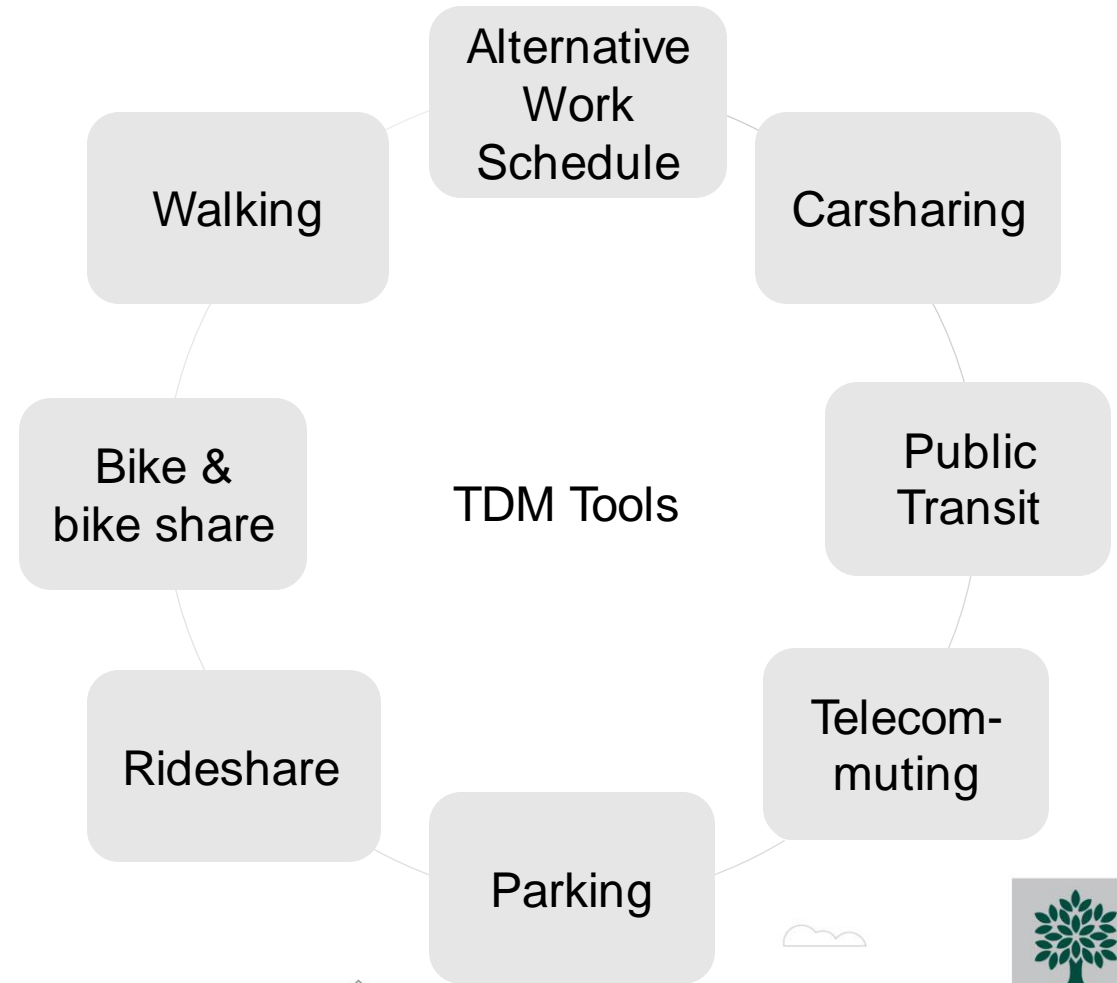 Alternative
Work
Schedule
Carsharing
Public
Transit
Telecom-
muting
Parking
Rideshare
Bike &
bike share
Walking
TDM Tools